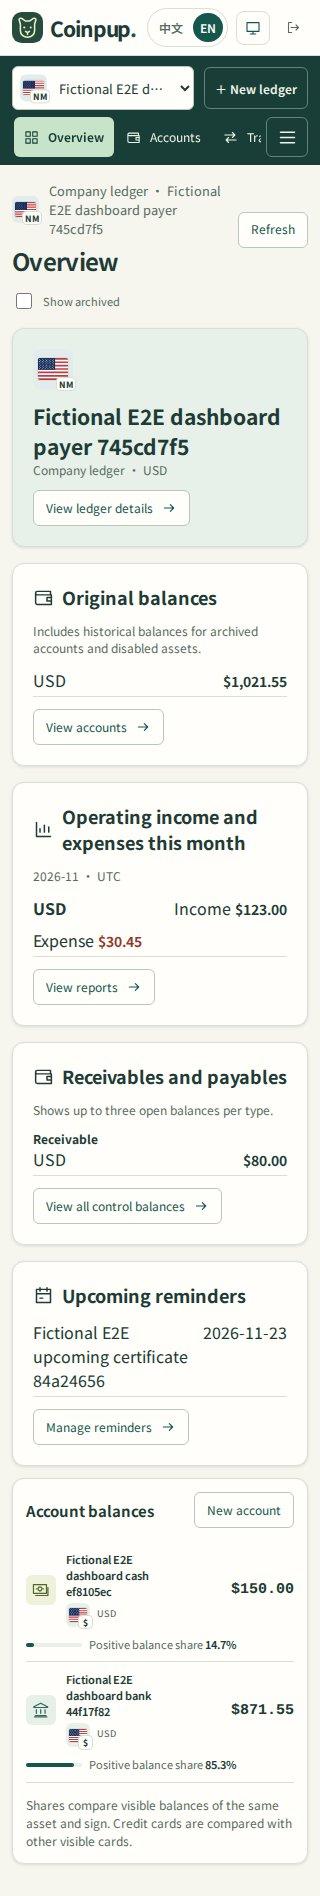 Coinpup.
中文
EN
NM
Fictional E2E d···
+ New ledger
Overview
Accounts
Tra
NM
Company ledger • Fictional
E2E dashboard payer
745cd7f5
Refresh
Overview
Show archived
NM
Fictional E2E dashboard
payer 745cd7f5
Company ledger • USD
View ledger details →
Original balances
Includes historical balances for archived
accounts and disabled assets.
USD $1,021.55
View accounts →
Operating income and
expenses this month
2026-11 • UTC
USD Income $123.00
Expense $30.45
View reports →
Receivables and payables
Shows up to three open balances per type.
Receivable
USD $80.00
View all control balances →
Upcoming reminders
Fictional E2E 2026-11-23
upcoming certificate
84a24656
Manage reminders →
Account balances
New account
Fictional E2E
dashboard cash
ef8105ec
$ USD
$150.00
Positive balance share 14.7%
Fictional E2E
dashboard bank
44f17f82
$ USD
$871.55
Positive balance share 85.3%
Shares compare visible balances of the same
asset and sign. Credit cards are compared with
other visible cards.